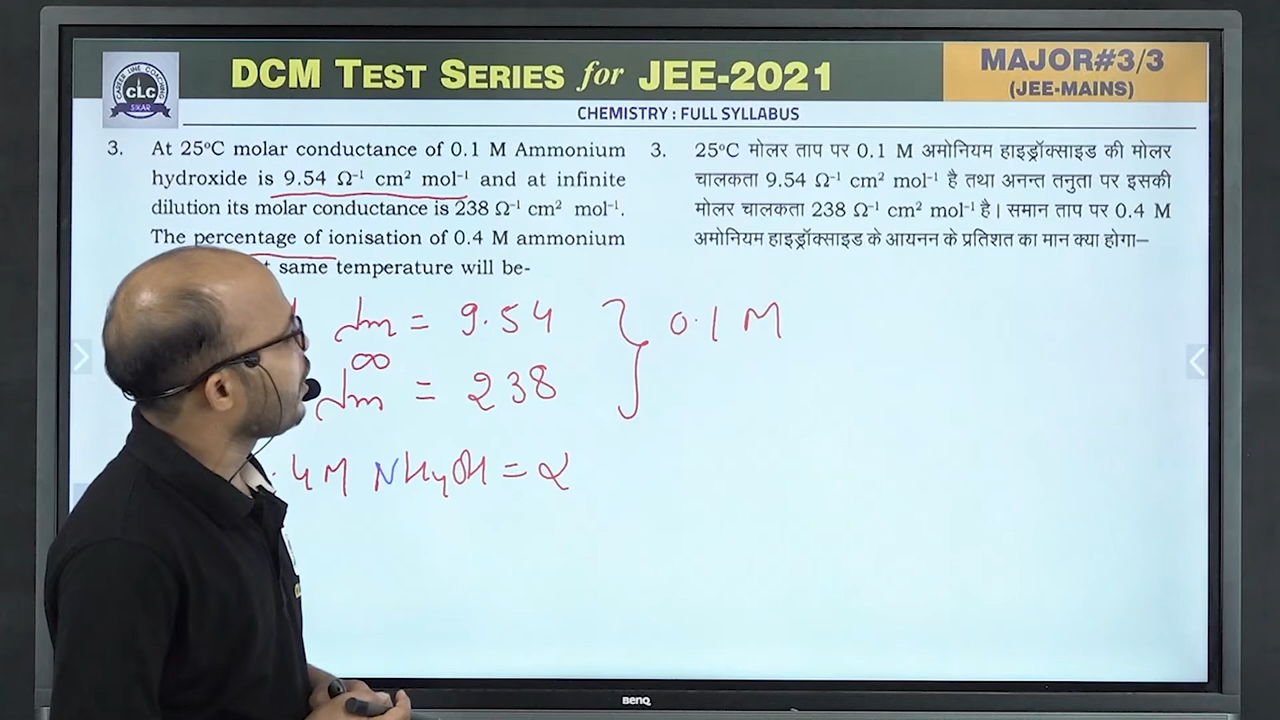 DCM TEST SERIES for JEE-2021
MAJOR#3/3
(JEE-MAINS)
CAREER LINE COACHING
CLC
SIKAR
CHEMISTRY : FULL SYLLABUS
3. At 25°C molar conductance of 0.1 M Ammonium
hydroxide is 9.54 Ω⁻¹ cm² mol⁻¹ and at infinite
dilution its molar conductance is 238 Ω⁻¹ cm² mol⁻¹.
The percentage of ionisation of 0.4 M ammonium
same temperature will be-
3. 25°C मोलर ताप पर 0.1 M अमोनियम हाइड्रॉक्साइड की मोलर
चालकता 9.54 Ω⁻¹ cm² mol⁻¹ है तथा अनन्त तनुता पर इसकी
मोलर चालकता 238 Ω⁻¹ cm² mol⁻¹ है। समान ताप पर 0.4 M
अमोनियम हाइड्रॉक्साइड के आयनन के प्रतिशत का मान क्या होगा–
Λm = 9.54 } 0.1 M
Λm^∞ = 238
.4M NH₄OH = α
BENQ